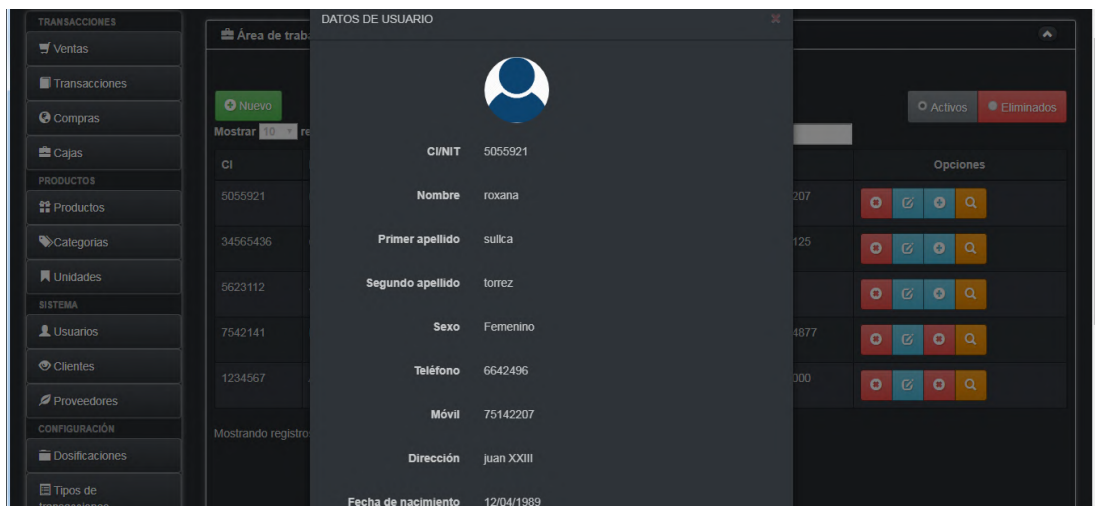 TRANSACCIONES
Ventas
Transacciones
Compras
Cajas
PRODUCTOS
Productos
Categorias
Unidades
SISTEMA
Usuarios
Clientes
Proveedores
CONFIGURACIÓN
Dosificaciones
Tipos de
transacciones
Área de trab
Nuevo
Activos
Eliminados
Mostrar 10 re
CI
Opciones
5055921
207
34565436
125
5623112
7542141
4877
1234567
000
Mostrando registro
DATOS DE USUARIO
CI/NIT 5055921
Nombre roxana
Primer apellido sullca
Segundo apellido torrez
Sexo Femenino
Teléfono 6642496
Móvil 75142207
Dirección juan XXIII
Fecha de nacimiento 12/04/1989